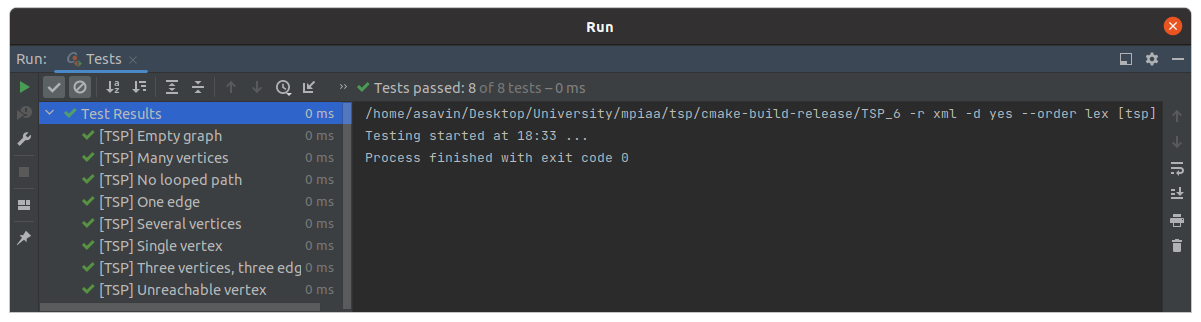 Run
Run: Tests
Tests passed: 8 of 8 tests – 0 ms
Test Results 0 ms
[TSP] Empty graph 0 ms
[TSP] Many vertices 0 ms
[TSP] No looped path 0 ms
[TSP] One edge 0 ms
[TSP] Several vertices 0 ms
[TSP] Single vertex 0 ms
[TSP] Three vertices, three edg 0 ms
[TSP] Unreachable vertex 0 ms
/home/asavin/Desktop/University/mpiaa/tsp/cmake-build-release/TSP_6 -r xml -d yes --order lex [tsp]
Testing started at 18:33 ...
Process finished with exit code 0